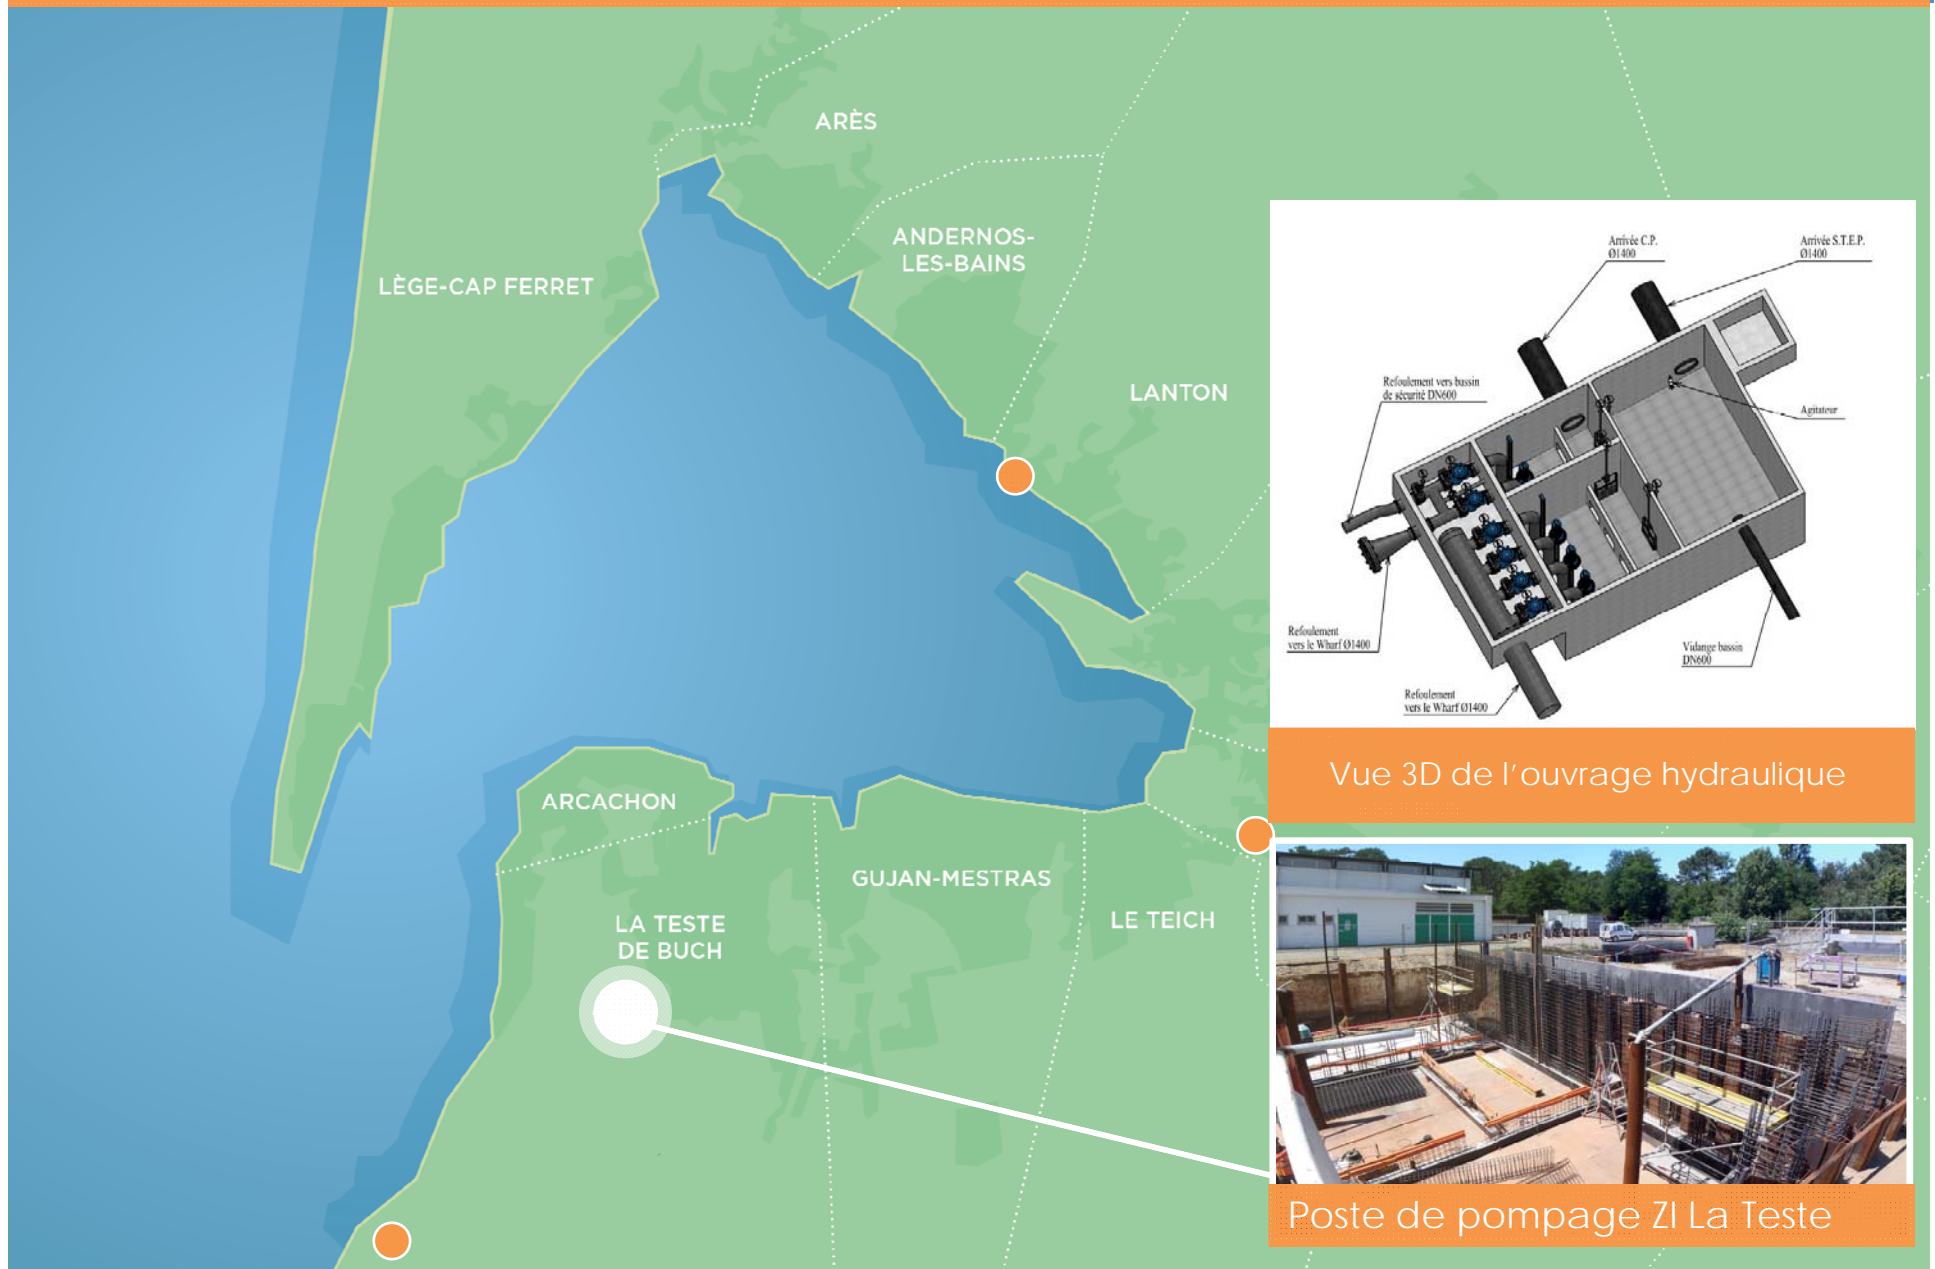 ARÈS
ANDERNOS-
LES-BAINS
LÈGE-CAP FERRET
LANTON
ARCACHON
GUJAN-MESTRAS
LA TESTE
DE BUCH
LE TEICH
Arrivée C.P.
Ø1400
Arrivée S.T.E.P.
Ø1400
Refoulement vers bassin
de sécurité DN600
Agitateur
Refoulement
vers le Wharf Ø1400
Vidange bassin
DN600
Refoulement
vers le Wharf Ø1400
Vue 3D de l'ouvrage hydraulique
Poste de pompage ZI La Teste